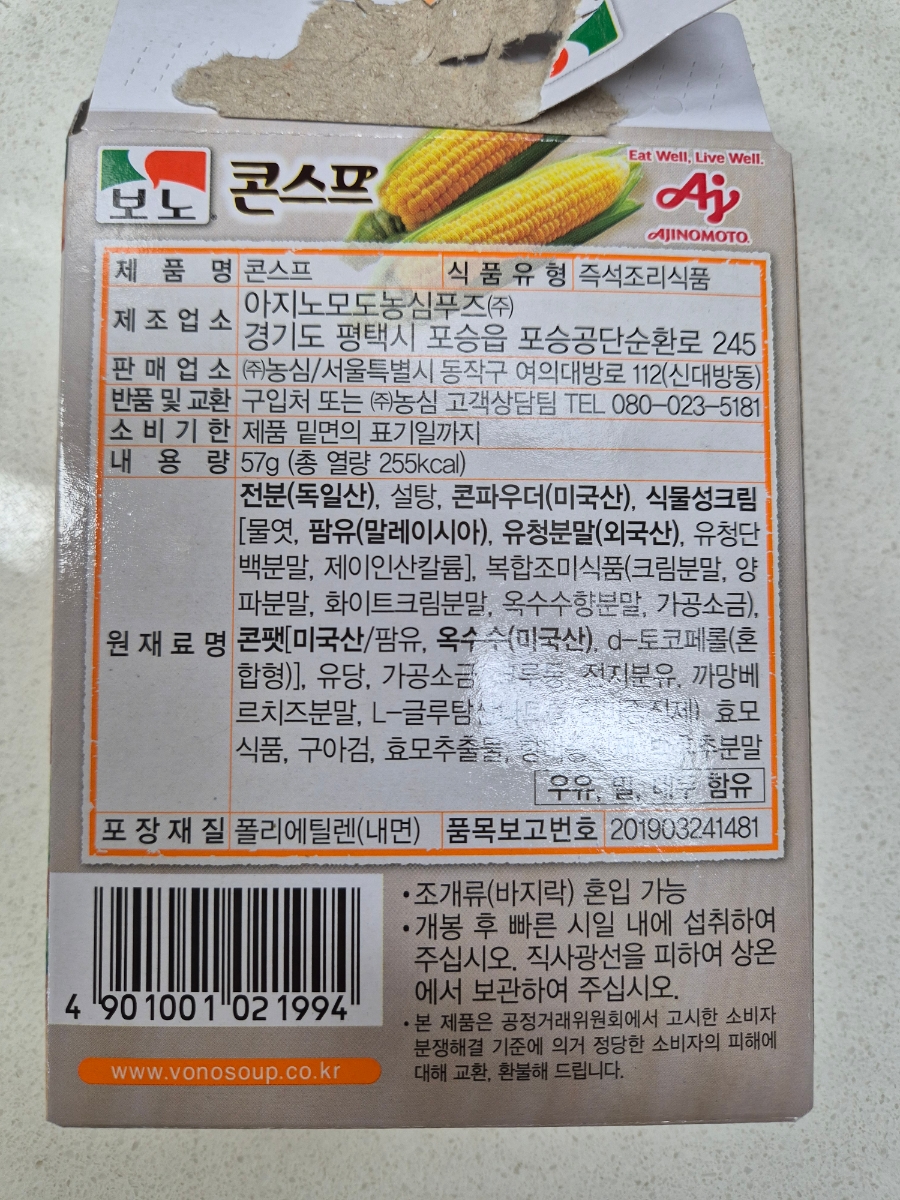 보노 콘스프
Eat Well, Live Well.
AJINOMOTO.
제품명 콘스프 식품유형 즉석조리식품
제조업소 아지노모도농심푸즈㈜
경기도 평택시 포승읍 포승공단순환로 245
판매업소 ㈜농심/서울특별시 동작구 여의대방로 112(신대방동)
반품 및 교환 구입처 또는 ㈜농심 고객상담팀 TEL 080-023-5181
소비기한 제품 밑면의 표기일까지
내용량 57g (총 열량 255kcal)
원재료명 전분(독일산), 설탕, 콘파우더(미국산), 식물성크림
[물엿, 팜유(말레이시아), 유청분말(외국산), 유청단
백분말, 제이인산칼륨], 복합조미식품(크림분말, 양
파분말, 화이트크림분말, 옥수수향분말, 가공소금),
콘팻[미국산/팜유, 옥수수(미국산), d-토코페롤(혼
합형)], 유당, 가공소금, 전지분유, 까망베
르치즈분말, L-글루탐산나트륨 효모
식품, 구아검, 효모추출물,
우유, 밀, 대두 함유
포장재질 폴리에틸렌(내면) 품목보고번호 201903241481
4 901001 021994
www.vonosoup.co.kr
•조개류(바지락) 혼입 가능
•개봉 후 빠른 시일 내에 섭취하여
주십시오. 직사광선을 피하여 상온
에서 보관하여 주십시오.
•본 제품은 공정거래위원회에서 고시한 소비자
분쟁해결 기준에 의거 정당한 소비자의 피해에
대해 교환, 환불해 드립니다.